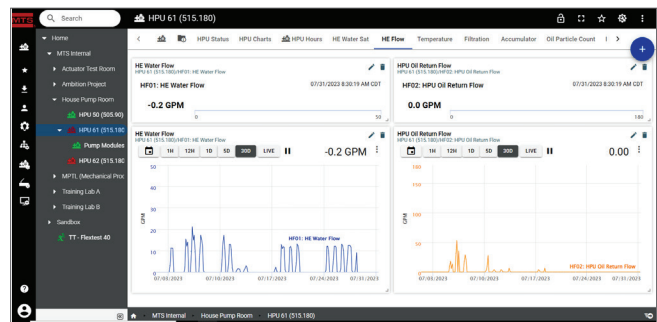 MTS
Search
HPU 61 (515.180)
HPU Status HPU Charts HPU Hours HE Water Sat HE Flow Temperature Filtration Accumulator Oil Particle Count
Home
MTS Internal
Actuator Test Room
Ambition Project
House Pump Room
HPU 50 (505.90)
HPU 61 (515.180
Pump Modules
HPU 62 (515.180
MPTL (Mechanical Proc
Training Lab A
Training Lab B
Sandbox
TT - Flextest 40
HE Water Flow
HPU 61 (515.180)/HF01: HE Water Flow
HF01: HE Water Flow
07/31/2023 8:30:19 AM CDT
-0.2 GPM
0 50
HPU Oil Return Flow
HPU 61 (515.180)/HF02: HPU Oil Return Flow
HF02: HPU Oil Return Flow
07/31/2023 8:30:19 AM CDT
0.0 GPM
0 180
HE Water Flow
HPU 61 (515.180)/HF01: HE Water Flow
1H 12H 1D 5D 30D LIVE
-0.2 GPM
50
40
30
20
10
0
GPM
HF01: HE Water Flow
07/03/2023 07/10/2023 07/17/2023 07/24/2023 07/31/2023
HPU Oil Return Flow
HPU 61 (515.180)/HF02: HPU Oil Return Flow
1H 12H 1D 5D 30D LIVE
0.00
180
150
100
50
0
GPM
HF02: HPU Oil Return Flow
07/03/2023 07/10/2023 07/17/2023 07/24/2023 07/31/2023
MTS Internal House Pump Room HPU 61 (515.180)